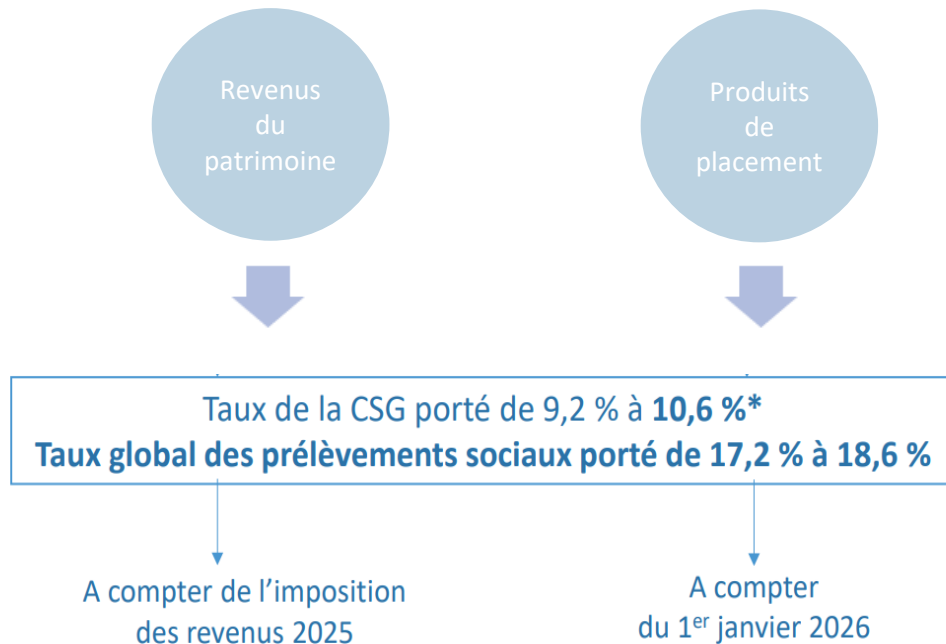 Revenus
du
patrimoine
Produits
de
placement
Taux de la CSG porté de 9,2 % à 10,6 %*
Taux global des prélèvements sociaux porté de 17,2 % à 18,6 %
A compter de l’imposition
des revenus 2025
A compter
du 1er janvier 2026